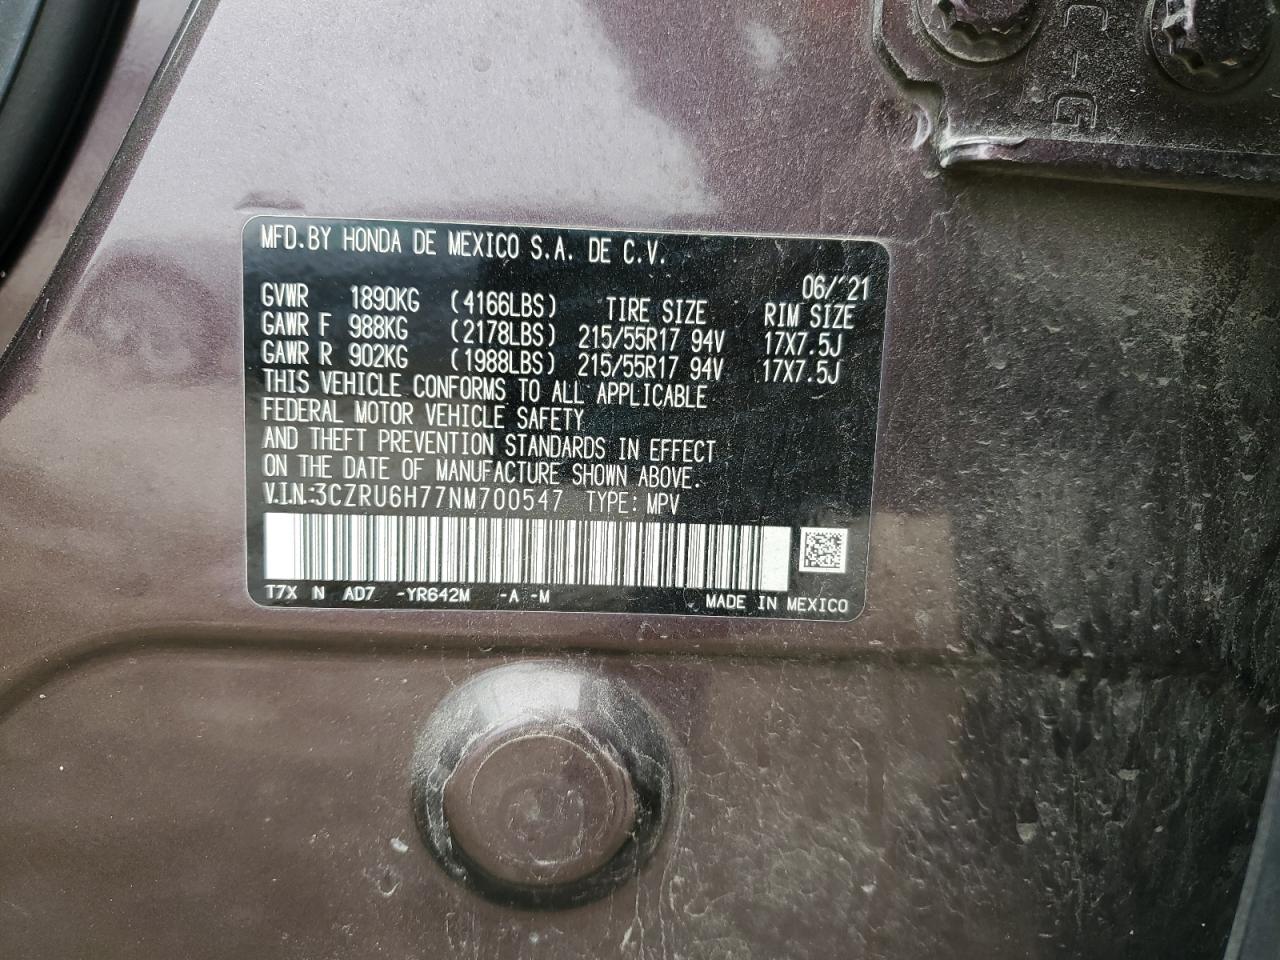 C-G
MFD.BY HONDA DE MEXICO S.A. DE C.V.
06/'21
GVWR 1890KG (4166LBS) TIRE SIZE RIM SIZE
GAWR F 988KG (2178LBS) 215/55R17 94V 17X7.5J
GAWR R 902KG (1988LBS) 215/55R17 94V 17X7.5J
THIS VEHICLE CONFORMS TO ALL APPLICABLE
FEDERAL MOTOR VEHICLE SAFETY
AND THEFT PREVENTION STANDARDS IN EFFECT
ON THE DATE OF MANUFACTURE SHOWN ABOVE.
V.I.N.:3CZRU6H77NM700547 TYPE: MPV
T7X N AD7 -YR642M -A -M
MADE IN MEXICO